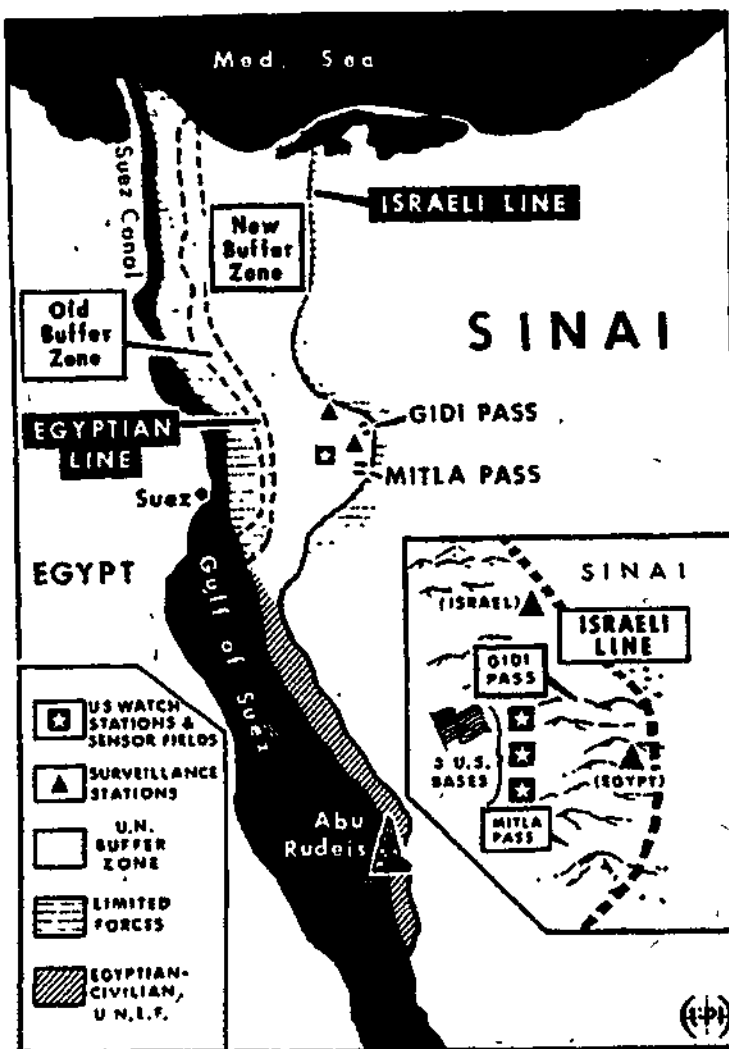 Med. Sea
Suez Canal
ISRAELI LINE
New
Buffer
Zone
Old
Buffer
Zone
SINAI
EGYPTIAN
LINE
GIDI PASS
MITLA PASS
Suez
EGYPT
Gulf of Suez
Abu
Rudeis
SINAI
(ISRAEL)
ISRAELI
LINE
GIDI
PASS
3 U.S.
BASES
(EGYPT)
MITLA
PASS
US WATCH
STATIONS &
SENSOR FIELDS
SURVEILLANCE
STATIONS
U.N.
BUFFER
ZONE
LIMITED
FORCES
EGYPTIAN-
CIVILIAN,
U N.E.F.
(UPI)